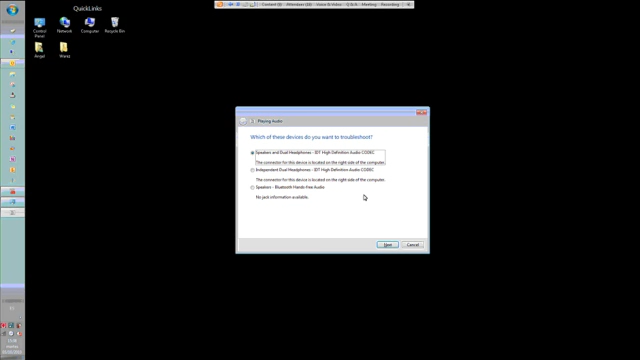 QuickLinks
Control Panel
Network
Computer
Recycle Bin
Angel
Warez
Playing Audio
Which of these devices do you want to troubleshoot?
Speakers and Dual Headphones - IDT High Definition Audio CODEC
The connector for this device is located on the right side of the computer.
Independent Dual Headphones - IDT High Definition Audio CODEC
The connector for this device is located on the right side of the computer.
Speakers - Bluetooth Hands-free Audio
No jack information available.
Next
Cancel